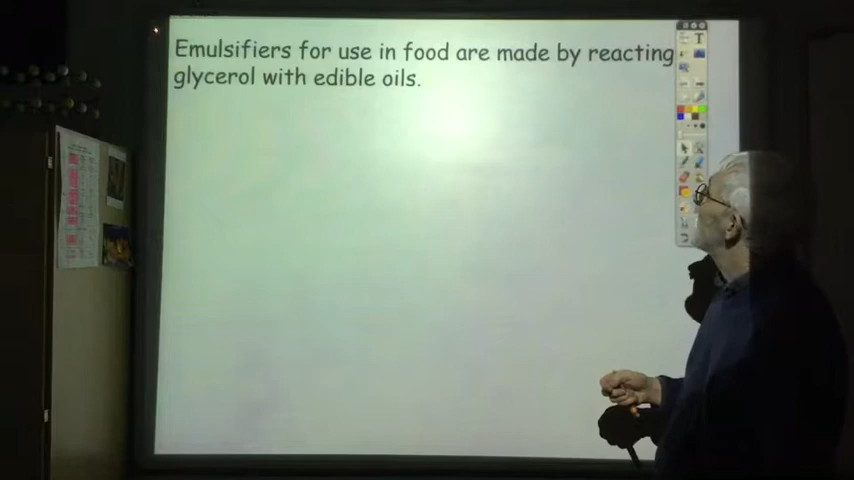 Emulsifiers for use in food are made by reacting
glycerol with edible oils.